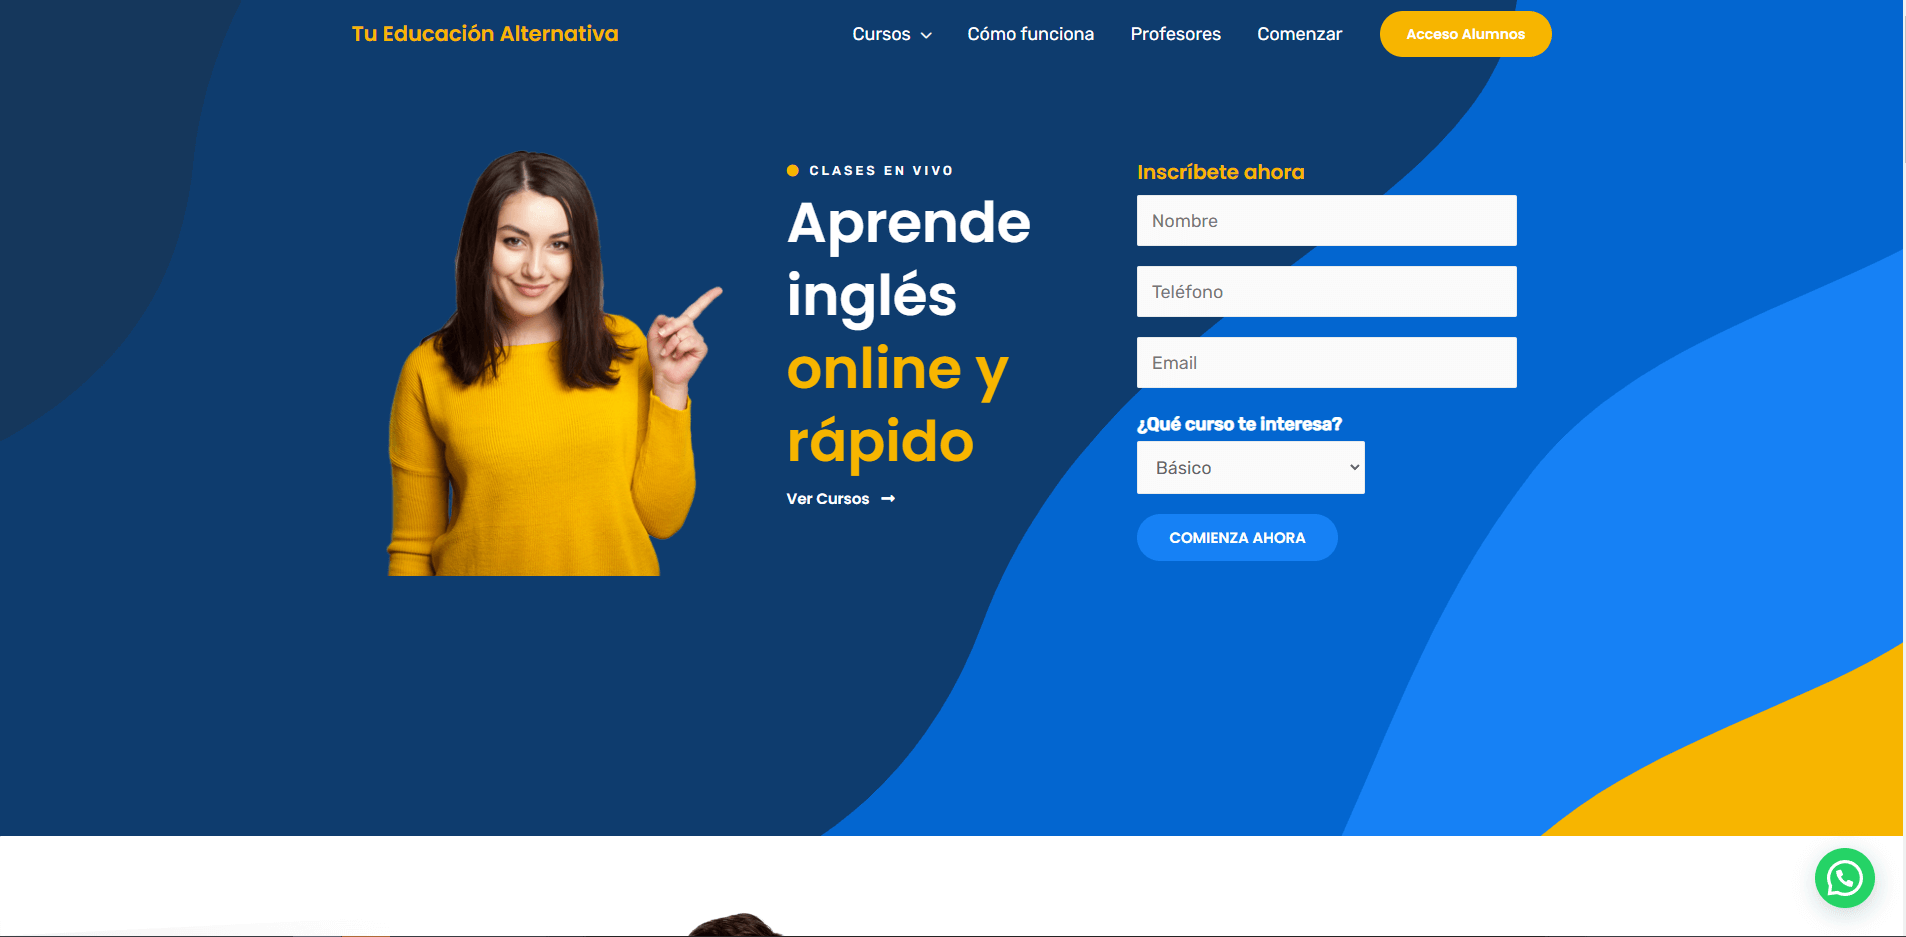 Tu Educación Alternativa
Cursos
Cómo funciona
Profesores
Comenzar
Acceso Alumnos
CLASES EN VIVO
Aprende
inglés
online y
rápido
Ver Cursos
Inscríbete ahora
Nombre
Teléfono
Email
¿Qué curso te interesa?
Básico
COMIENZA AHORA